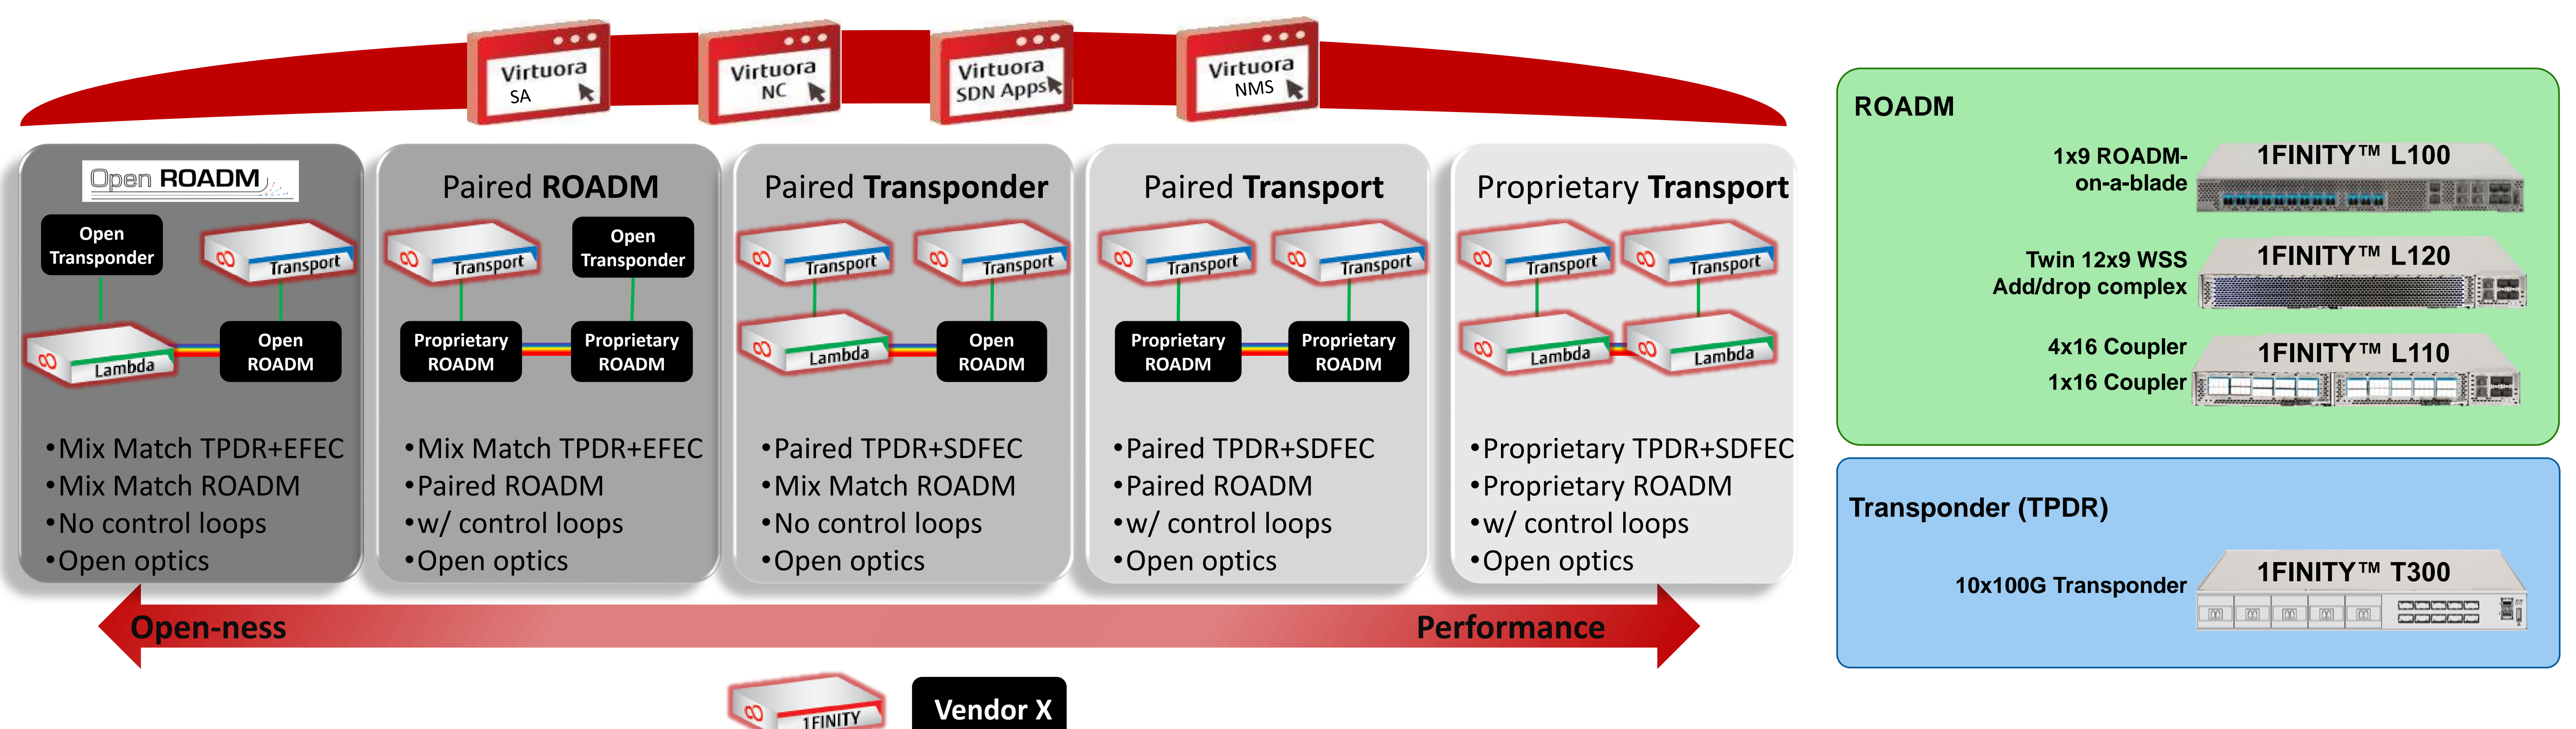 Virtuora
SA
Virtuora
NC
Virtuora
SDN Apps
Virtuora
NMS
Open ROADM
Open
Transponder
Transport
Lambda
Open
ROADM
•Mix Match TPDR+EFEC
•Mix Match ROADM
•No control loops
•Open optics
Paired ROADM
Transport
Open
Transponder
Proprietary
ROADM
Proprietary
ROADM
•Mix Match TPDR+EFEC
•Paired ROADM
•w/ control loops
•Open optics
Paired Transponder
Transport
Transport
Lambda
Open
ROADM
•Paired TPDR+SDFEC
•Mix Match ROADM
•No control loops
•Open optics
Paired Transport
Transport
Transport
Proprietary
ROADM
Proprietary
ROADM
•Paired TPDR+SDFEC
•Paired ROADM
•w/ control loops
•Open optics
Proprietary Transport
Transport
Transport
Lambda
Lambda
•Proprietary TPDR+SDFEC
•Proprietary ROADM
•w/ control loops
•Open optics
Open-ness
Performance
1FINITY
Vendor X
ROADM
1x9 ROADM-
on-a-blade
1FINITY™ L100
Twin 12x9 WSS
Add/drop complex
1FINITY™ L120
4x16 Coupler
1x16 Coupler
1FINITY™ L110
Transponder (TPDR)
10x100G Transponder
1FINITY™ T300